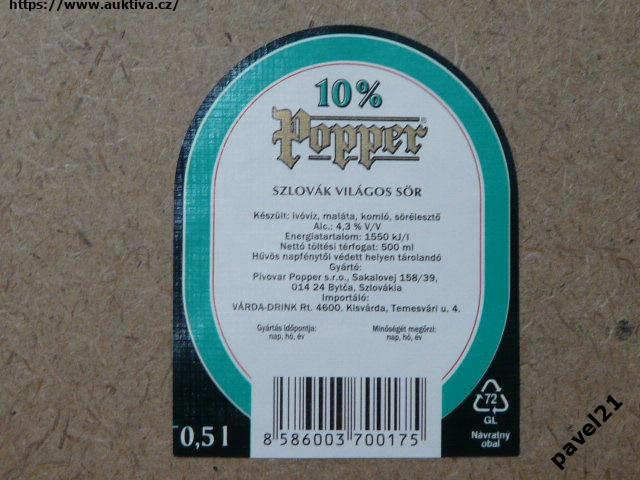 https://www.auktiva.cz/
10%
Popper®
SZLOVÁK VILÁGOS SÖR
Készült: ivóvíz, maláta, komló, sörélesztő
Alc.: 4,3 % V/V
Energiatartalom: 1550 kJ/l
Nettó töltési térfogat: 500 ml
Hűvös napfénytől védett helyen tárolandó
Gyártó:
Pivovar Popper s.r.o., Sakalovej 158/39,
014 24 Bytča, Szlovákia
Importáló:
VÁRDA-DRINK Rt. 4600. Kisvárda, Temesvári u. 4.
Gyártás időpontja: Minőségét megőrzi:
nap, hó, év nap, hó, év
72
GL
0,5 l
8 586003 700175
Návratný
obal
pavel21